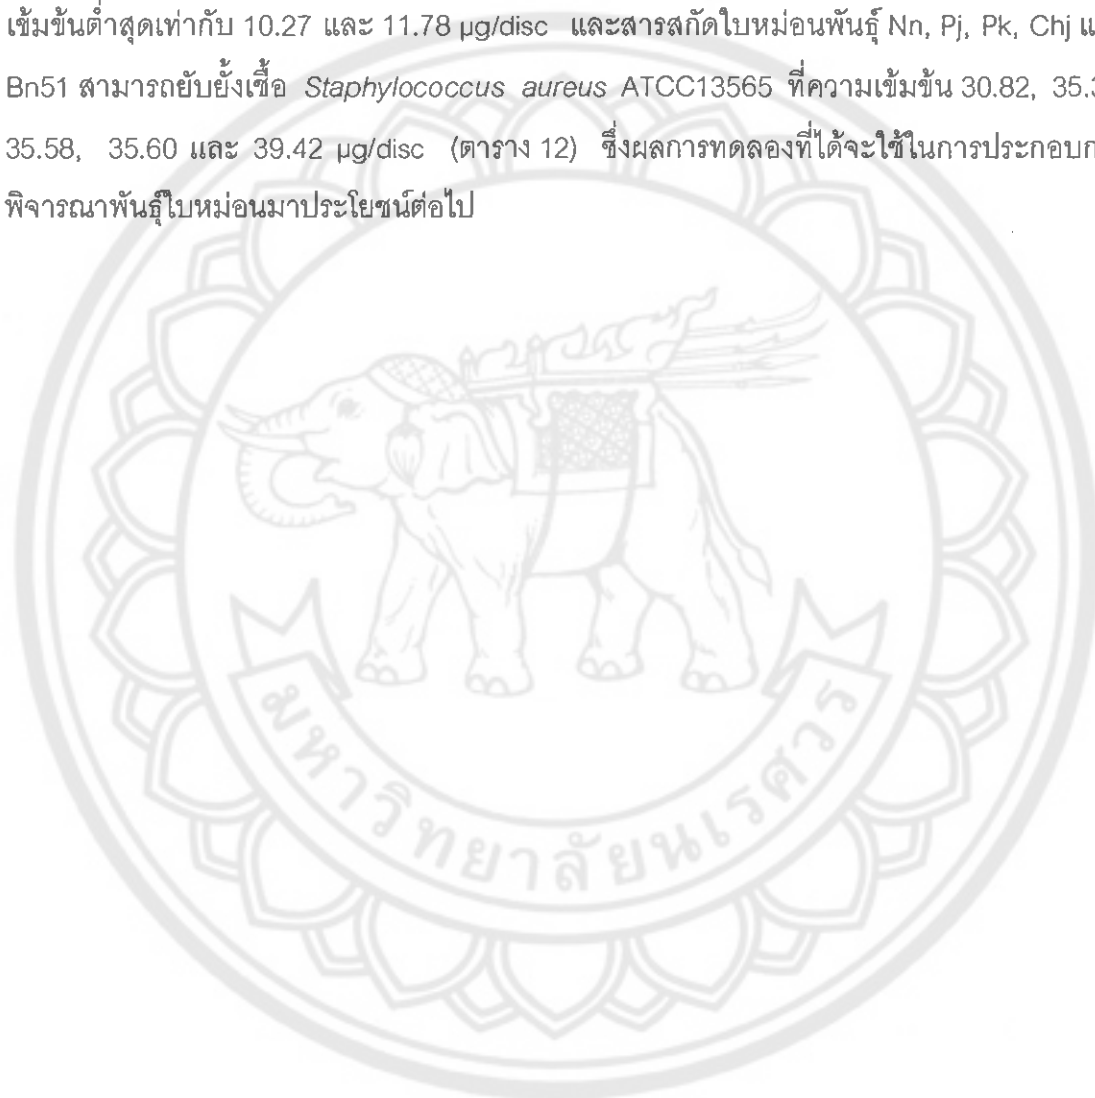 เข้มข้นต่ำสุดเท่ากับ 10.27 และ 11.78 µg/disc และสารสกัดใบหม่อนพันธุ์ Nn, Pj, Pk, Chj
Bn51 สามารถยับยั้งเชื้อ Staphylococcus aureus ATCC13565 ที่ความเข้มข้น 30.82,
35.58, 35.60 และ 39.42 µg/disc (ตาราง 12) ซึ่งผลการทดลองที่ได้จะใช้ในการประกอบ
พิจารณาพันธุ์ใบหม่อนมาประโยชน์ต่อไป
มหาวิทยาลัยนเรศวร